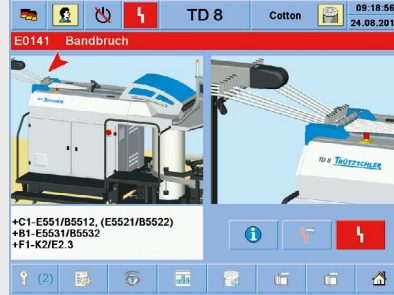 TD 8
Cotton
09:18:56
24.08.201
E0141 Bandbruch
TRÜTZSCHLER
TD 8 TRÜTZSCHLER
+C1-E551/B5512, (E5521/B5522)
+B1-E5531/B5532
+F1-K2/E2.3
(2)